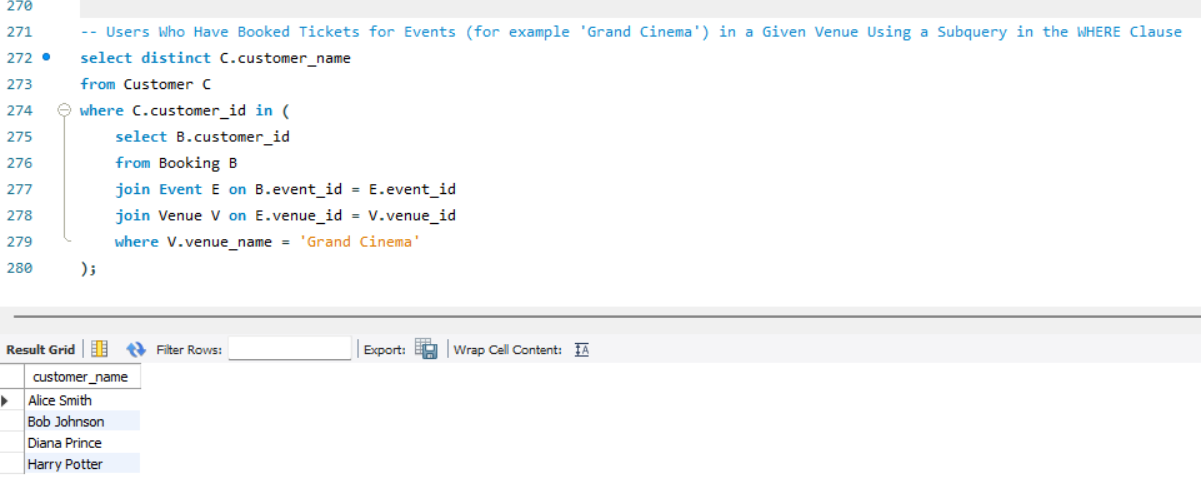 270
271 -- Users Who Have Booked Tickets for Events (for example 'Grand Cinema') in a Given Venue Using a Subquery in the WHERE Clause
272 select distinct C.customer_name
273 from Customer C
274 where C.customer_id in (
275 select B.customer_id
276 from Booking B
277 join Event E on B.event_id = E.event_id
278 join Venue V on E.venue_id = V.venue_id
279 where V.venue_name = 'Grand Cinema'
280 );
Result Grid Filter Rows: Export: Wrap Cell Content: IA
customer_name
Alice Smith
Bob Johnson
Diana Prince
Harry Potter